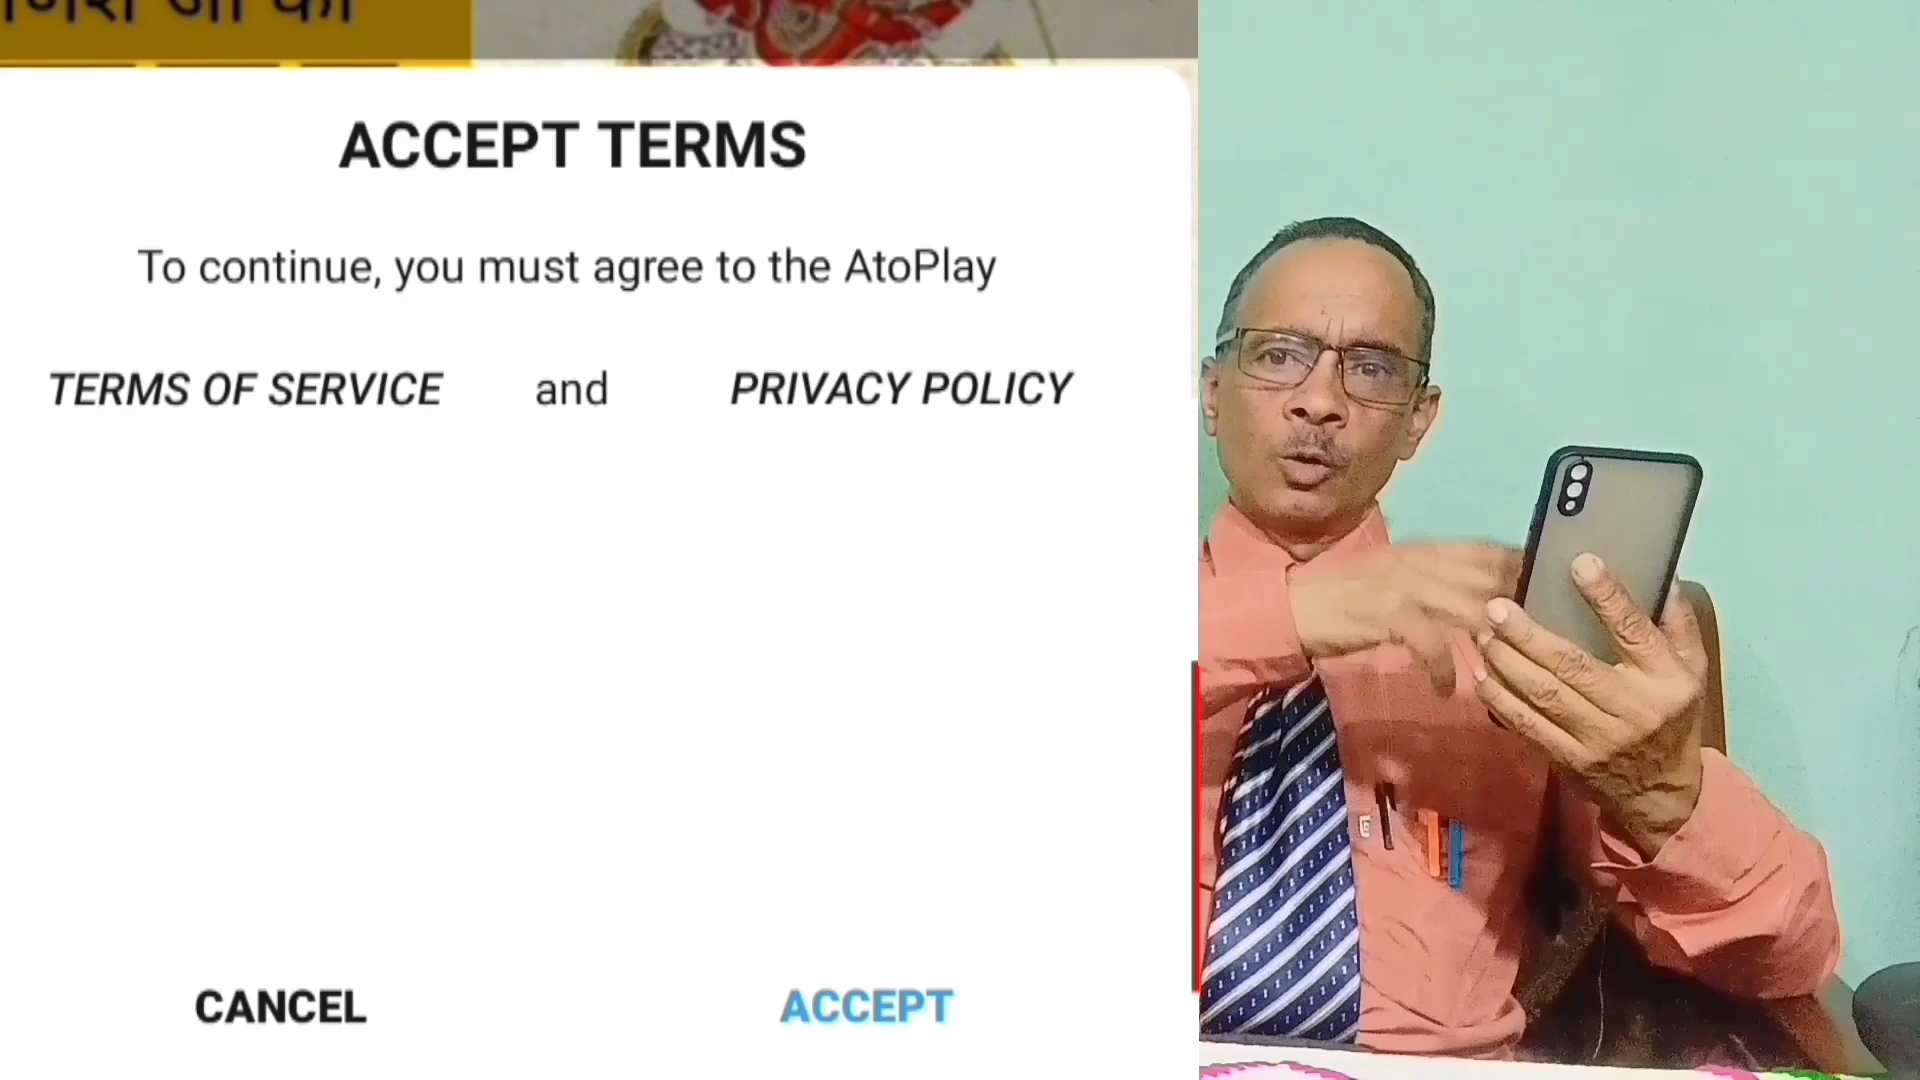 जी की
ACCEPT TERMS
To continue, you must agree to the AtoPlay
TERMS OF SERVICE and PRIVACY POLICY
CANCEL ACCEPT